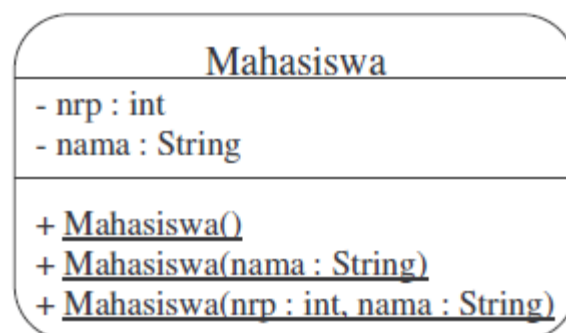 Mahasiswa
- nrp : int
- nama : String
+ Mahasiswa()
+ Mahasiswa(nama : String)
+ Mahasiswa(nrp : int, nama : String)